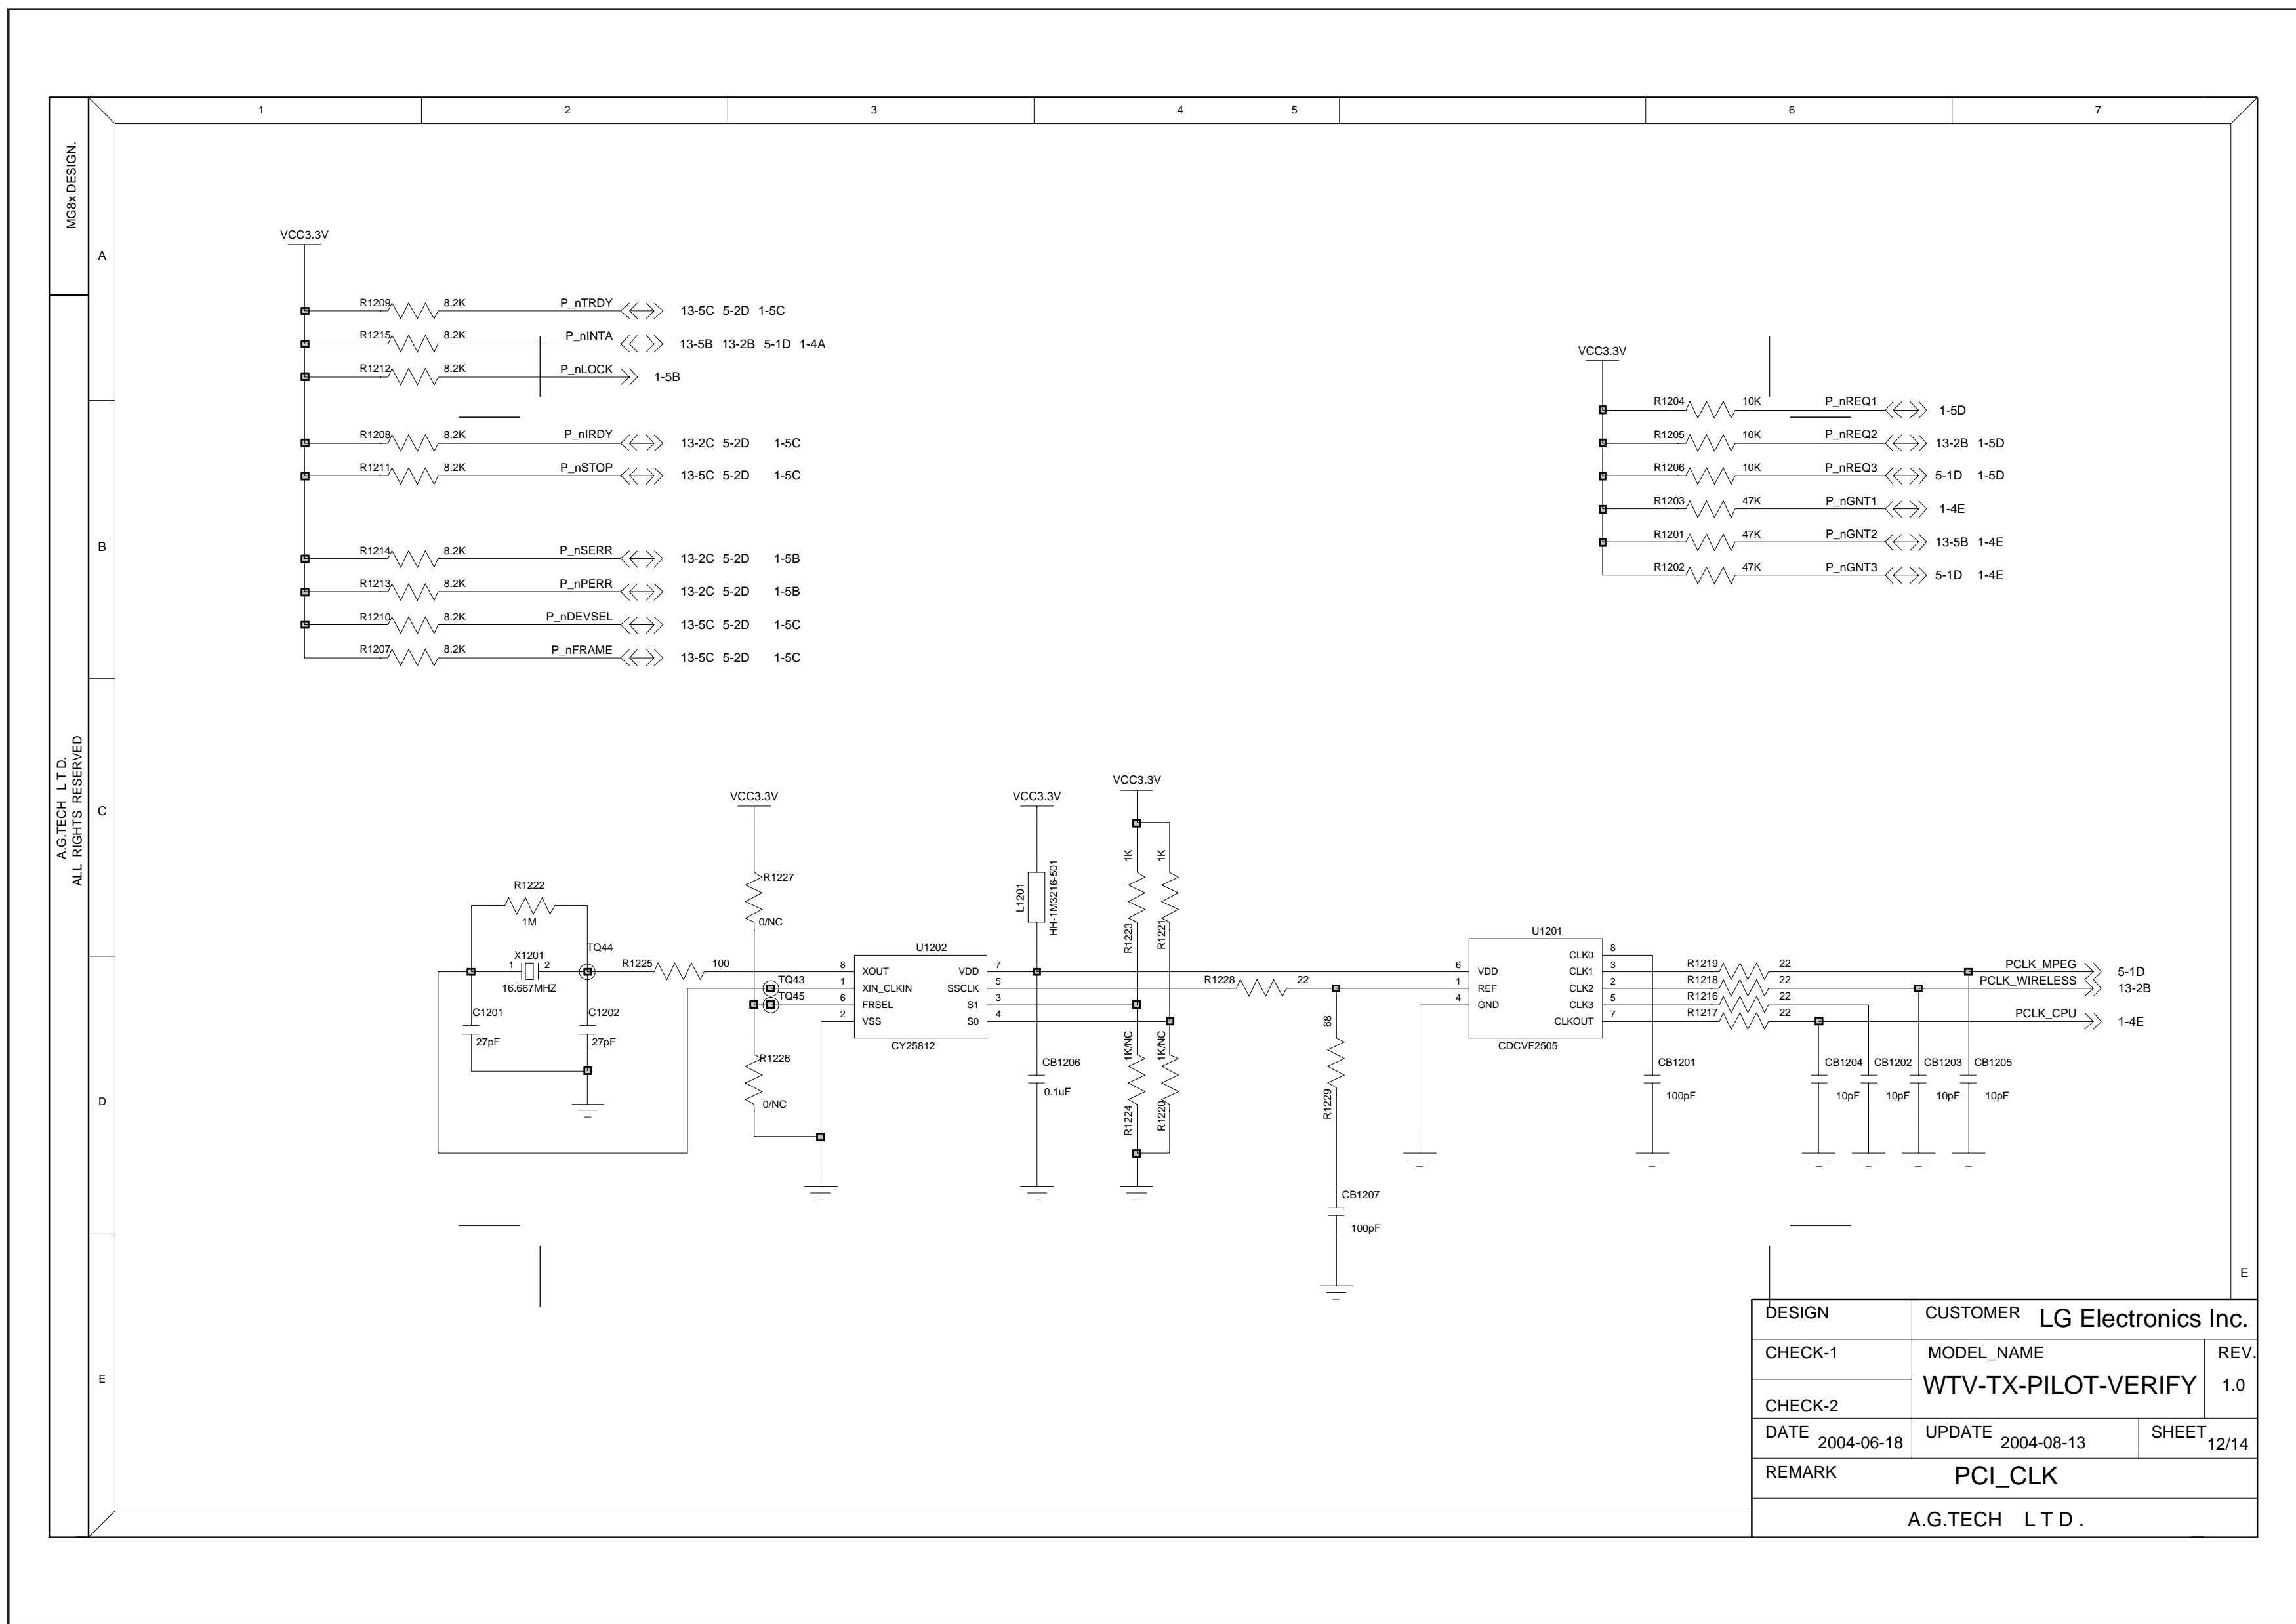 1 2 3 4 5 6 7
MG8x DESIGN.
A.G.TECH L T D.
ALL RIGHTS RESERVED
A
B
C
D
E
E
VCC3.3V
R1209 8.2K P_nTRDY 13-5C 5-2D 1-5C
R1215 8.2K P_nINTA 13-5B 13-2B 5-1D 1-4A
R1212 8.2K P_nLOCK 1-5B
R1208 8.2K P_nIRDY 13-2C 5-2D 1-5C
R1211 8.2K P_nSTOP 13-5C 5-2D 1-5C
R1214 8.2K P_nSERR 13-2C 5-2D 1-5B
R1213 8.2K P_nPERR 13-2C 5-2D 1-5B
R1210 8.2K P_nDEVSEL 13-5C 5-2D 1-5C
R1207 8.2K P_nFRAME 13-5C 5-2D 1-5C
VCC3.3V
R1204 10K P_nREQ1 1-5D
R1205 10K P_nREQ2 13-2B 1-5D
R1206 10K P_nREQ3 5-1D 1-5D
R1203 47K P_nGNT1 1-4E
R1201 47K P_nGNT2 13-5B 1-4E
R1202 47K P_nGNT3 5-1D 1-4E
R1222
1M
X1201
1 2
16.667MHZ
TQ44
C1201
27pF
C1202
27pF
R1225 100
VCC3.3V
R1227
0/NC
TQ43
TQ45
R1226
0/NC
U1202
8 XOUT VDD 7
1 XIN_CLKIN SSCLK 5
6 FRSEL S1 3
2 VSS S0 4
CY25812
VCC3.3V
L1201
HH-1M3216-501
CB1206
0.1uF
VCC3.3V
1K
1K
R1223
R1221
1K/NC
1K/NC
R1224
R1220
R1228 22
68
R1229
CB1207
100pF
U1201
CLK0 8
6 VDD CLK1 3
1 REF CLK2 2
4 GND CLK3 5
CLKOUT 7
CDCVF2505
R1219 22 PCLK_MPEG 5-1D
R1218 22 PCLK_WIRELESS 13-2B
R1216 22
R1217 22 PCLK_CPU 1-4E
CB1201
100pF
CB1204 CB1202 CB1203 CB1205
10pF 10pF 10pF 10pF
DESIGN
CUSTOMER LG Electronics Inc.
CHECK-1
MODEL_NAME
REV.
WTV-TX-PILOT-VERIFY
1.0
CHECK-2
DATE 2004-06-18
UPDATE 2004-08-13
SHEET 12/14
REMARK PCI_CLK
A.G.TECH L T D .